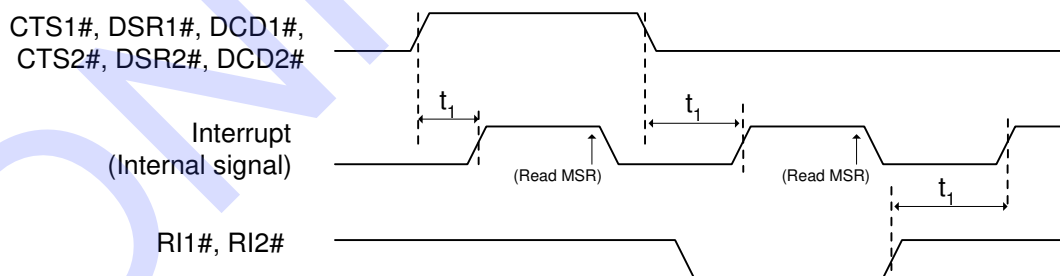 CTS1#, DSR1#, DCD1#,
CTS2#, DSR2#, DCD2#
t1
t1
Interrupt
(Internal signal)
(Read MSR)
(Read MSR)
t1
RI1#, RI2#